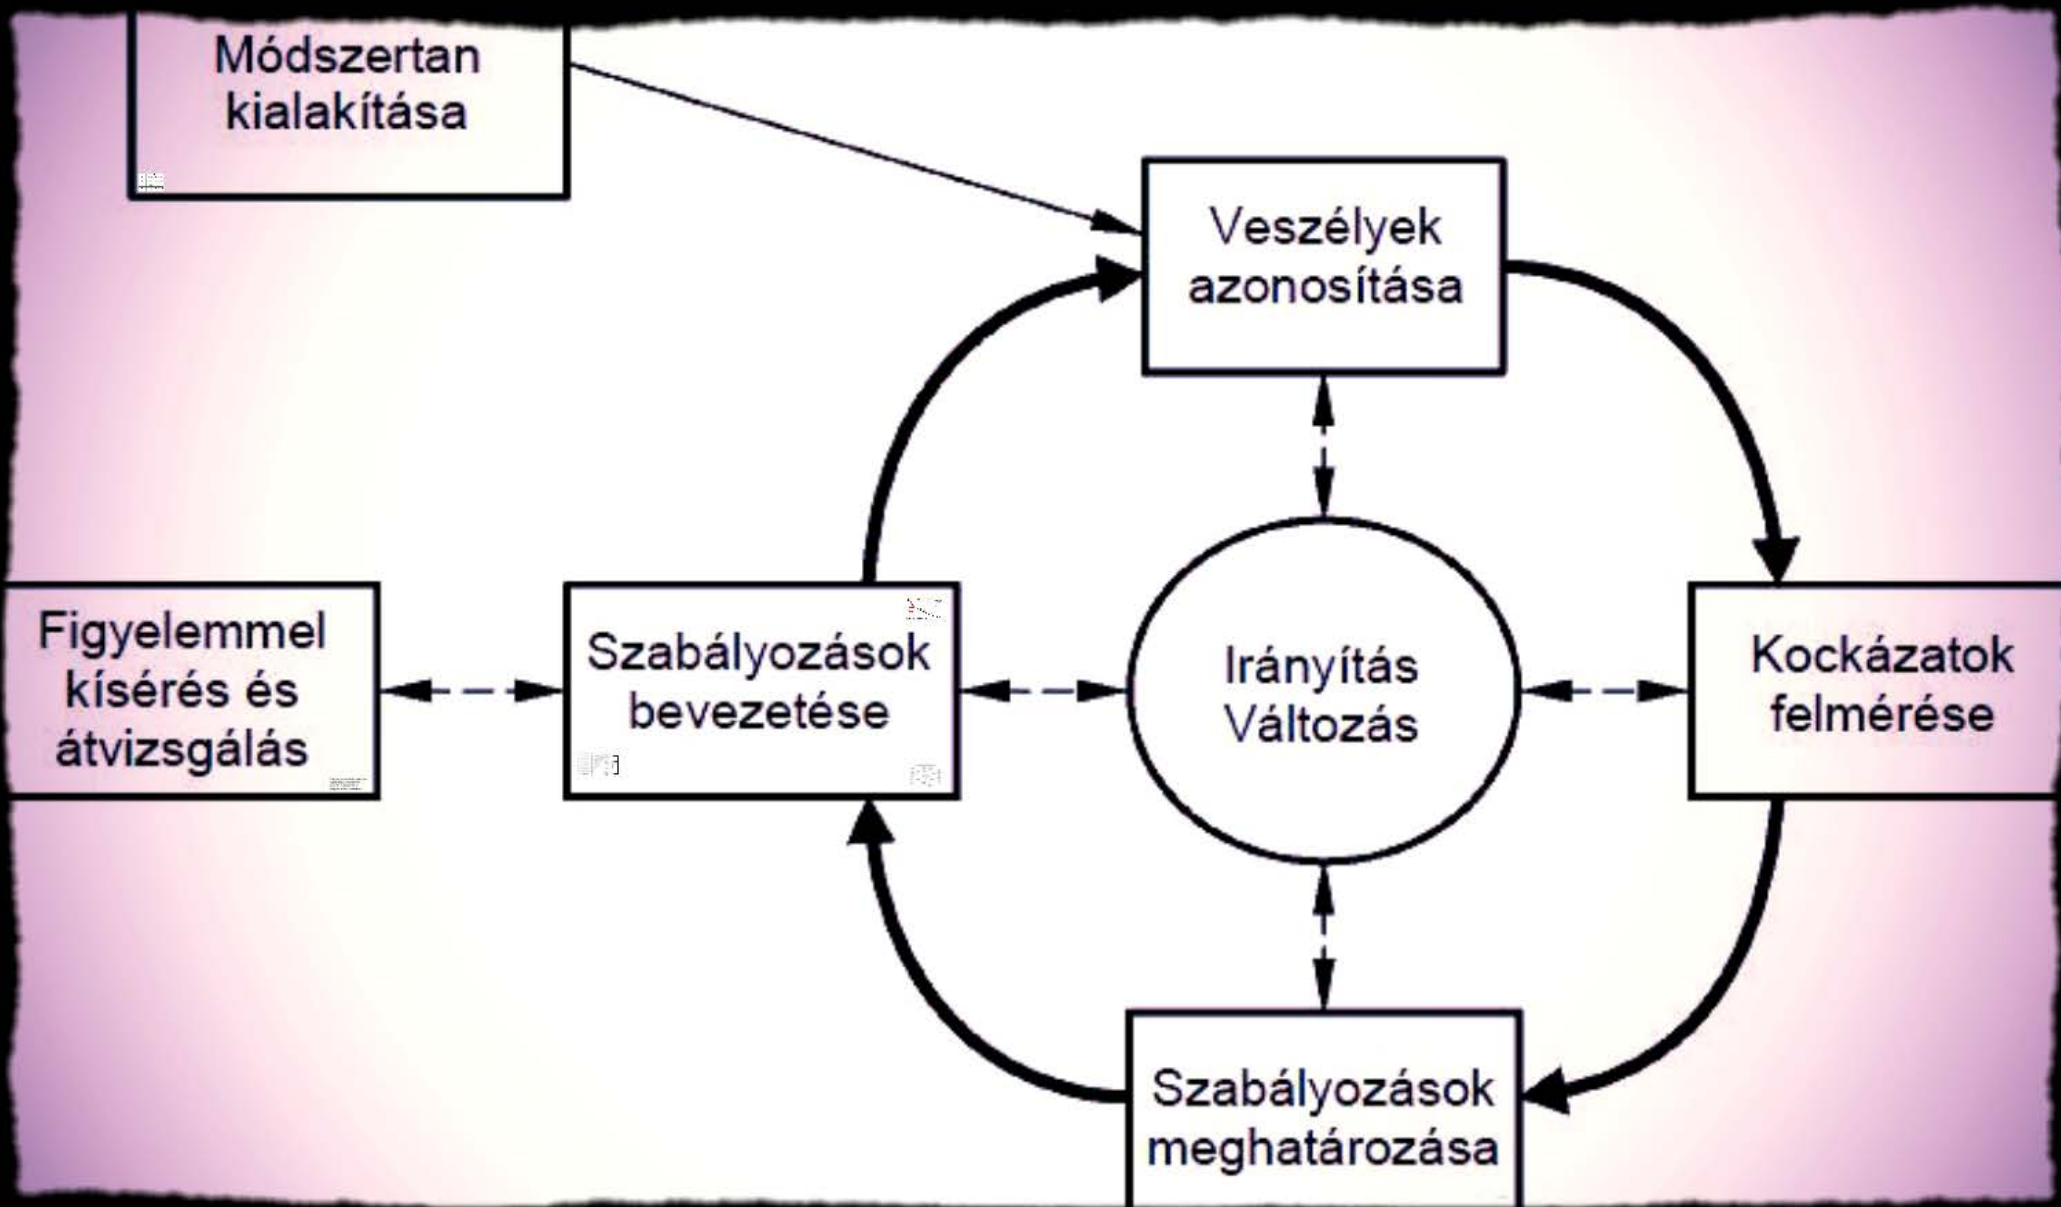 Módszertan
kialakítása
Veszélyek
azonosítása
Figyelemmel
kísérés és
átvizsgálás
Szabályozások
bevezetése
Irányítás
Változás
Kockázatok
felmérése
Szabályozások
meghatározása